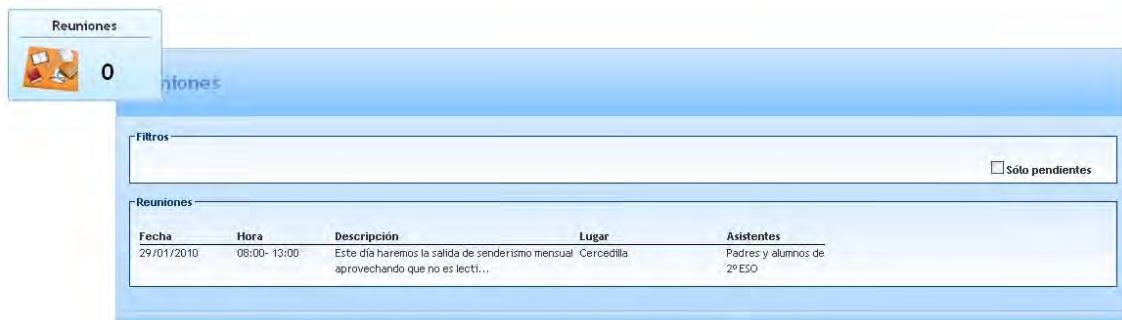 Reuniones
0
niones
Filtros
Sólo pendientes
Reuniones
Fecha Hora Descripción Lugar Asistentes
29/01/2010 08:00- 13:00 Este día haremos la salida de senderismo mensual Cercedilla Padres y alumnos de
aprovechando que no es lecti... 2º ESO